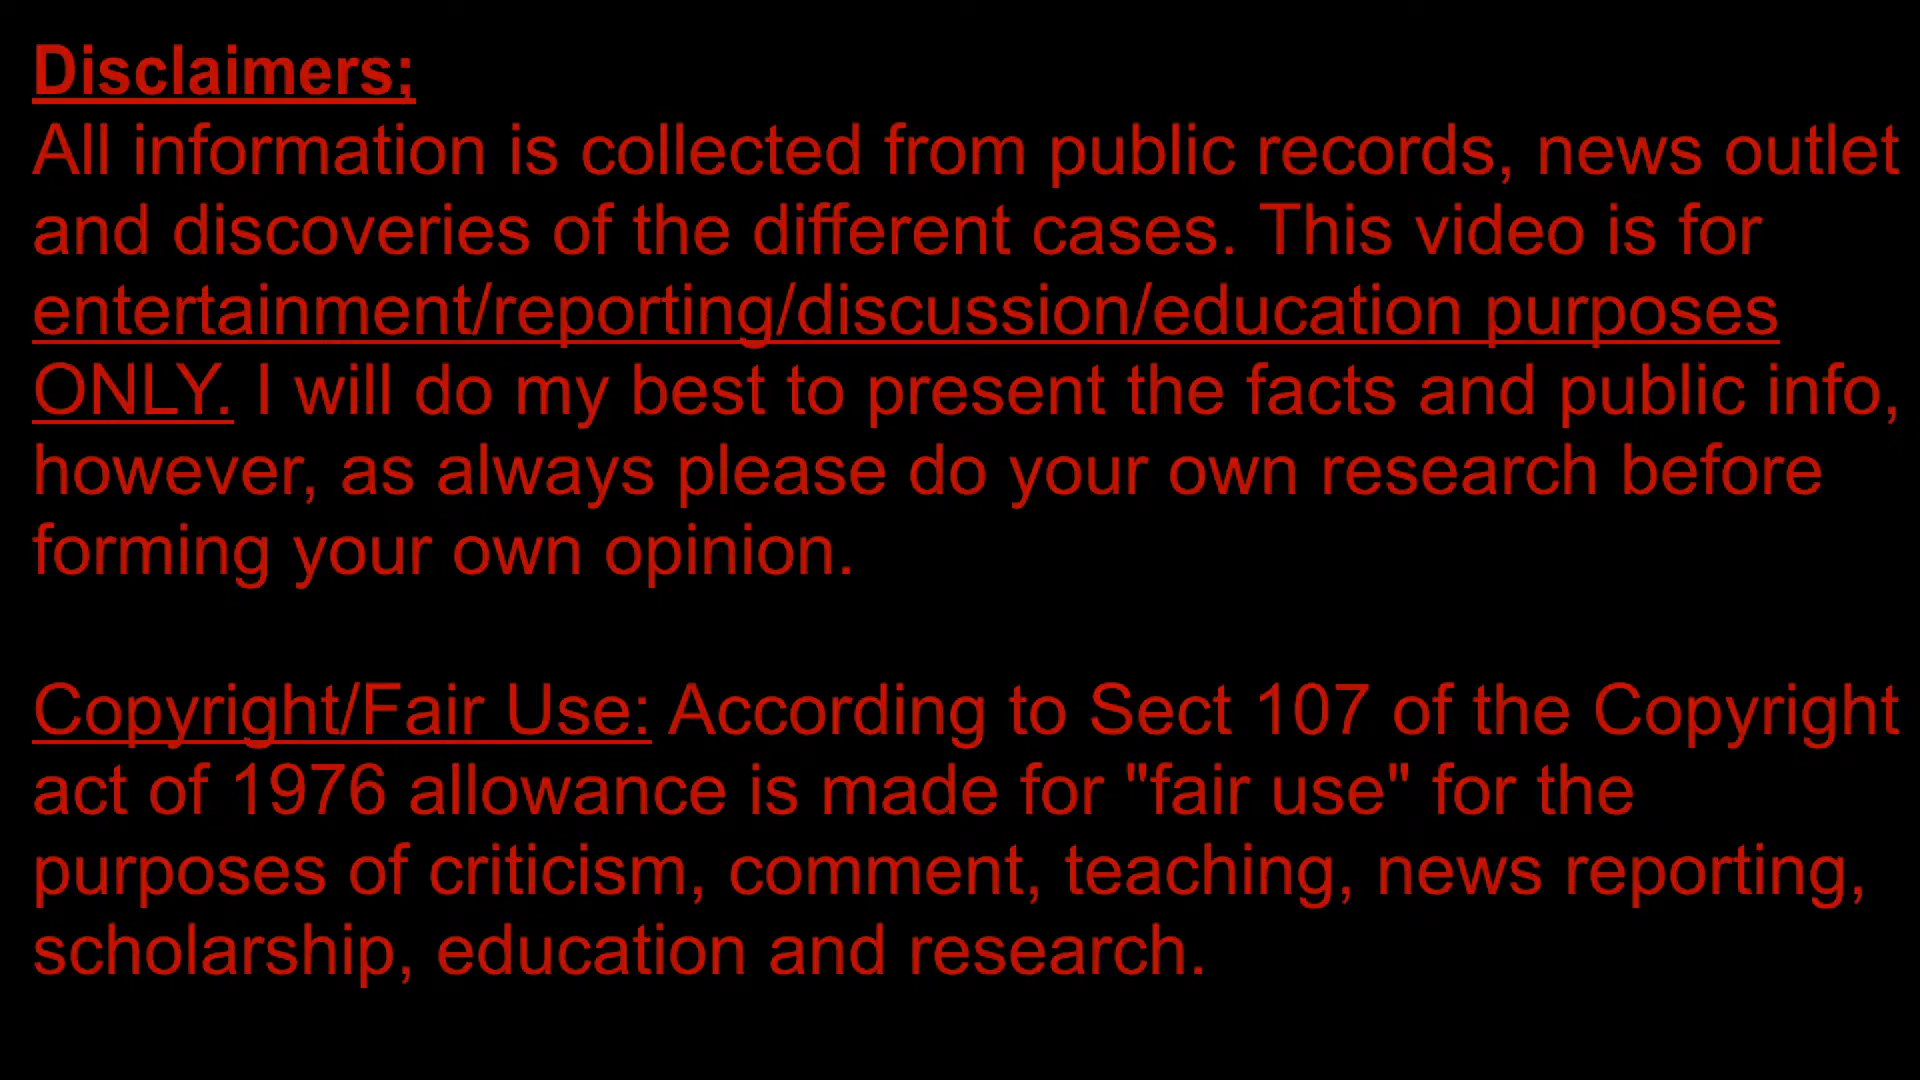 Disclaimers;
All information is collected from public records, news outlet
and discoveries of the different cases. This video is for
entertainment/reporting/discussion/education purposes
ONLY. I will do my best to present the facts and public info,
however, as always please do your own research before
forming your own opinion.
Copyright/Fair Use: According to Sect 107 of the Copyright
act of 1976 allowance is made for "fair use" for the
purposes of criticism, comment, teaching, news reporting,
scholarship, education and research.